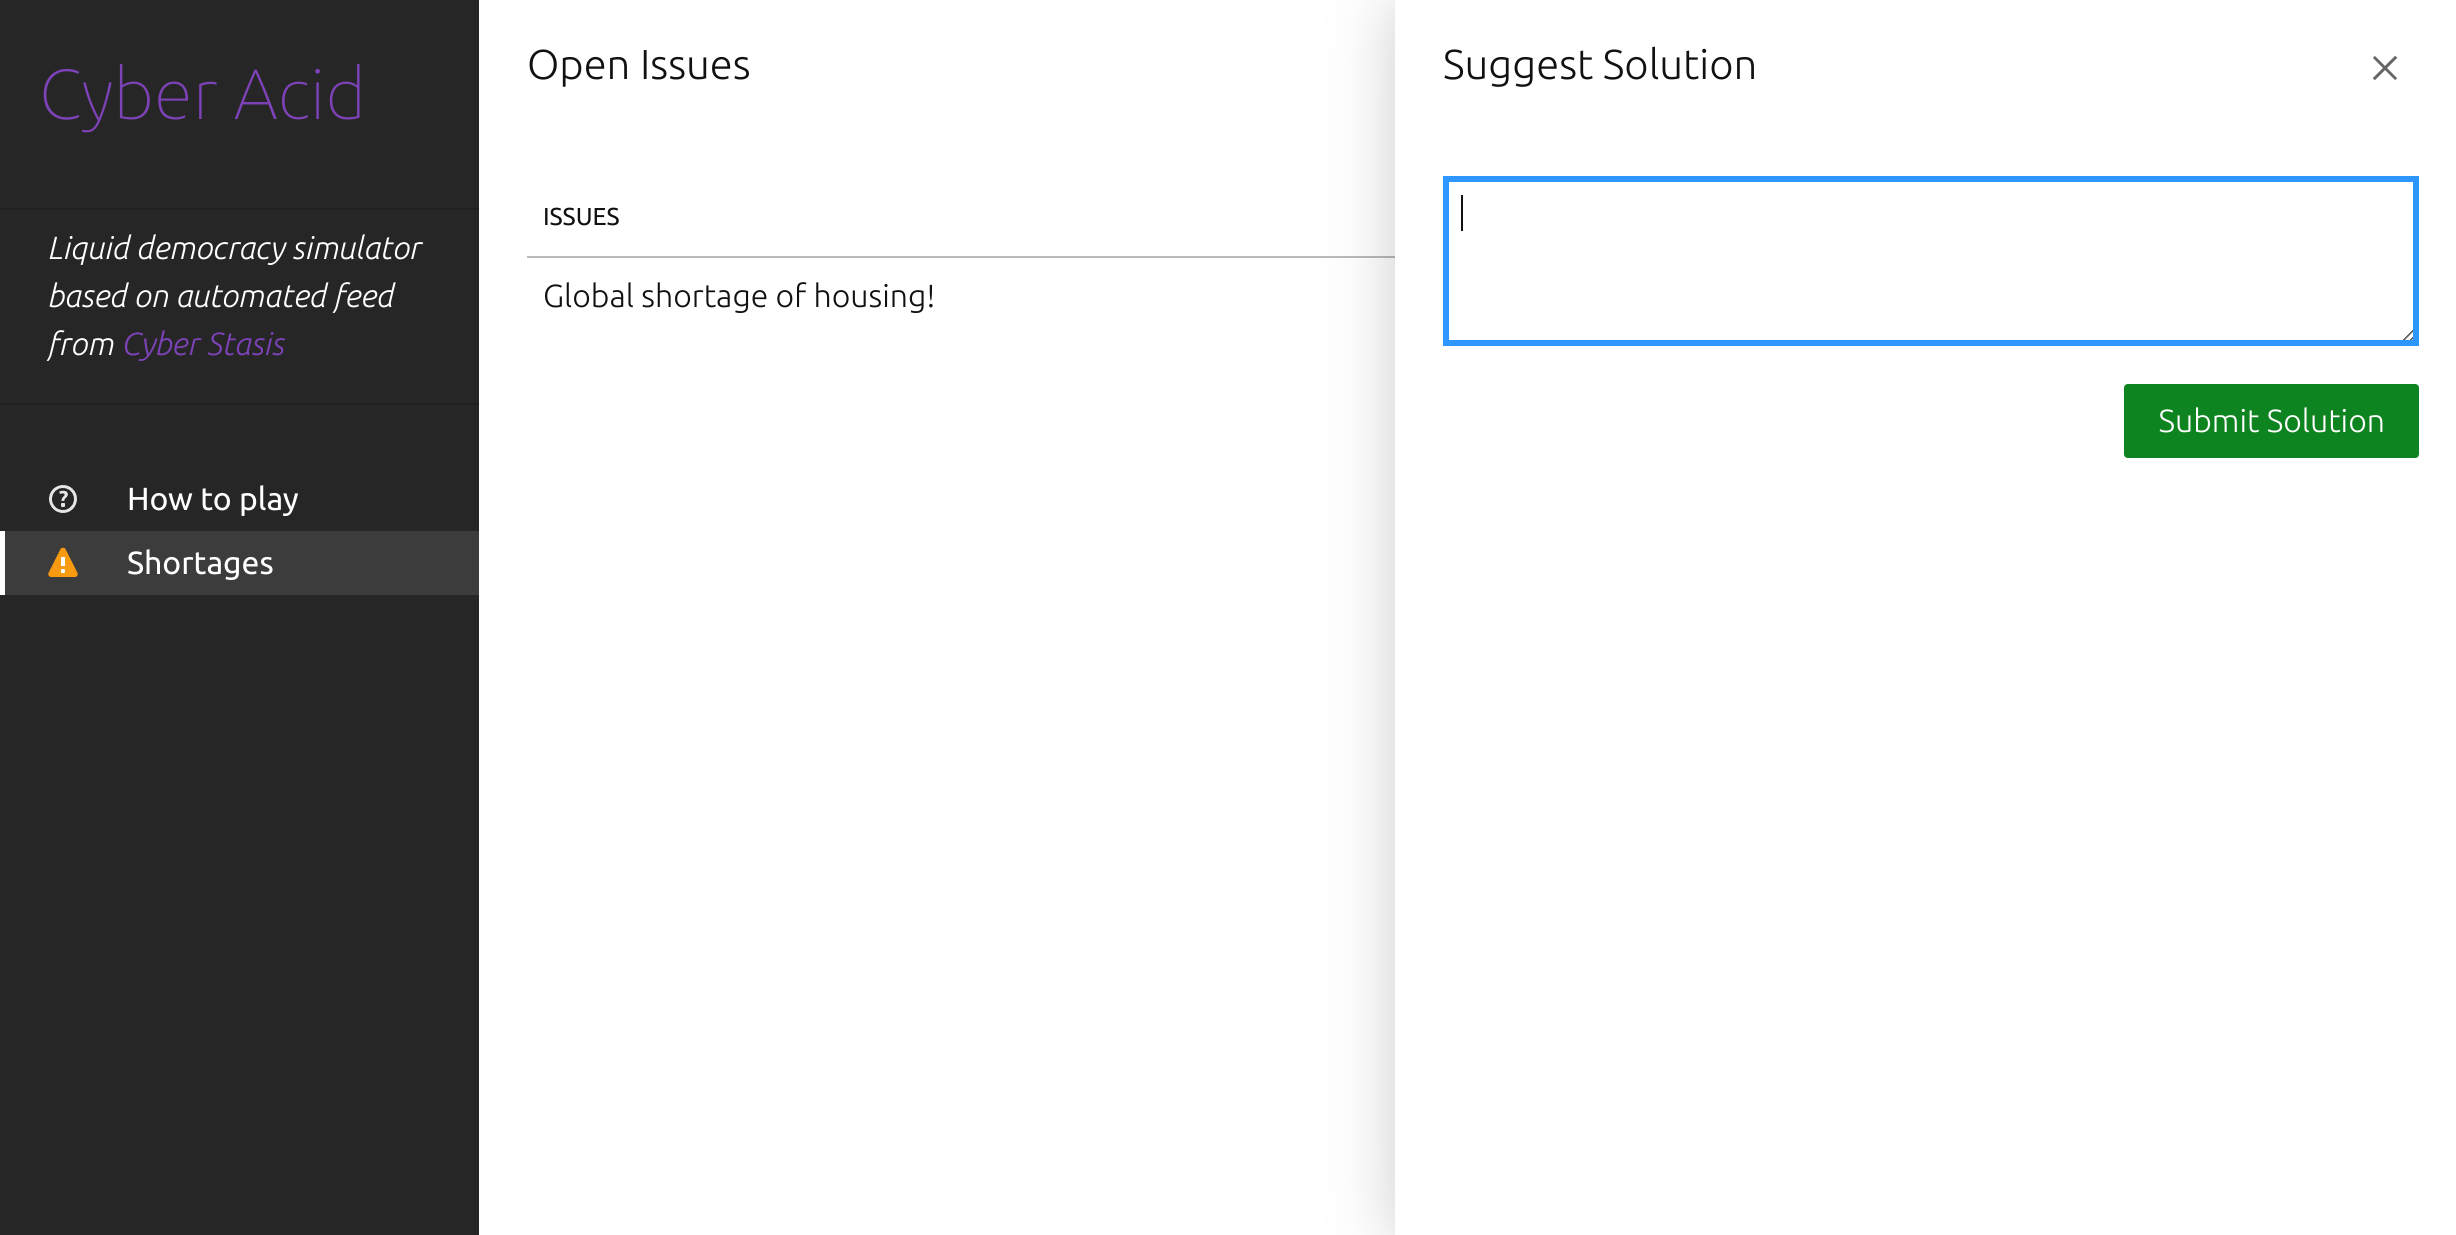 Cyber Acid
Liquid democracy simulator
based on automated feed
from Cyber Stasis
How to play
Shortages
Open Issues
ISSUES
Global shortage of housing!
Suggest Solution
Submit Solution